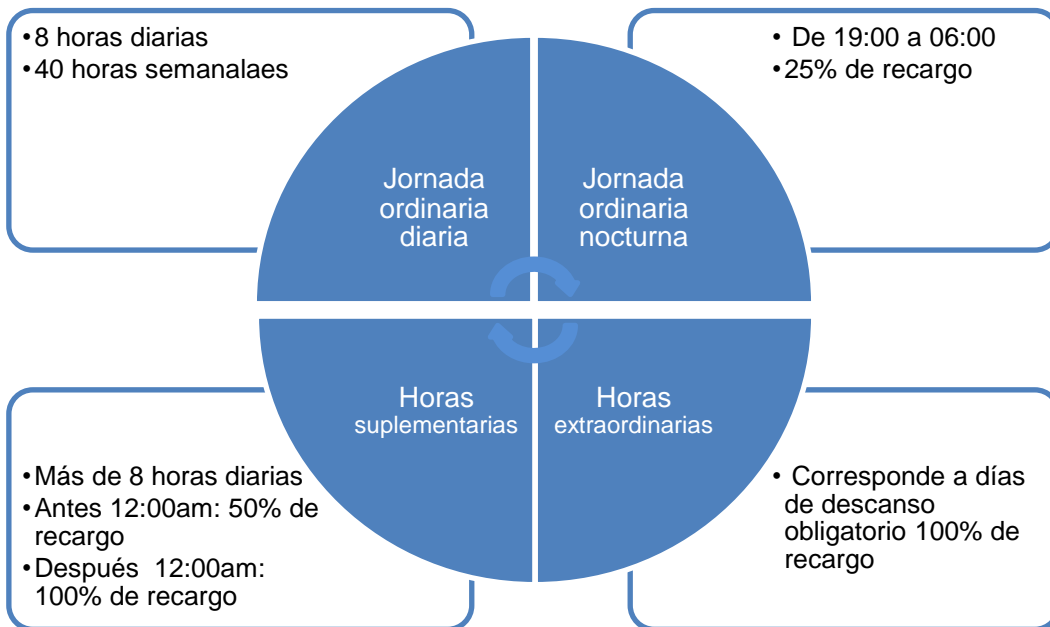 •8 horas diarias
•40 horas semanalaes
• De 19:00 a 06:00
•25% de recargo
Jornada
ordinaria
diaria
Jornada
ordinaria
nocturna
Horas
suplementarias
Horas
extraordinarias
•Más de 8 horas diarias
•Antes 12:00am: 50% de
recargo
•Después 12:00am:
100% de recargo
• Corresponde a días
de descanso
obligatorio 100% de
recargo